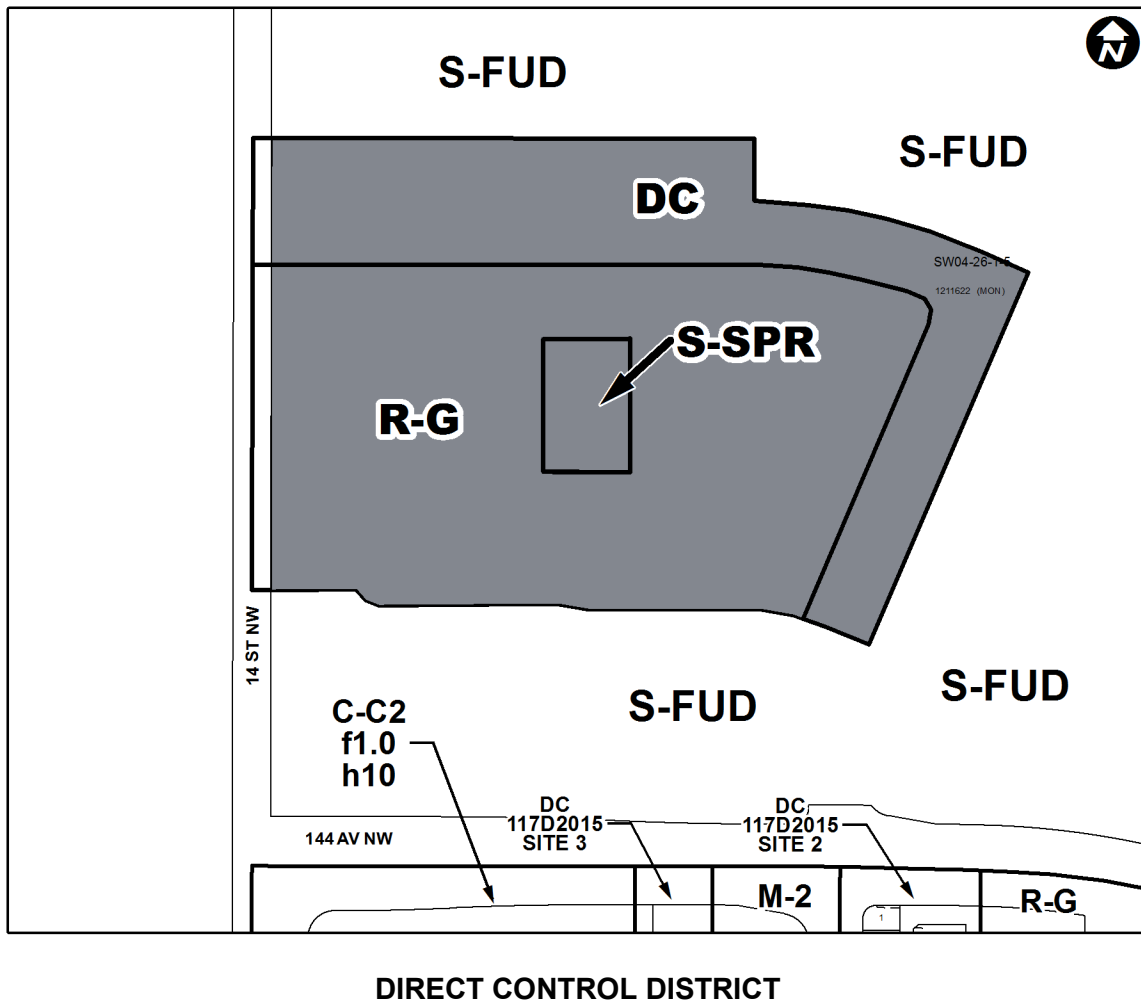 N
S-FUD
S-FUD
DC
SW04-26-1-5
1211622 (MON)
S-SPR
R-G
14 ST NW
S-FUD
S-FUD
C-C2
f1.0
h10
DC
117D2015
SITE 3
DC
117D2015
SITE 2
144 AV NW
M-2
R-G
1
DIRECT CONTROL DISTRICT